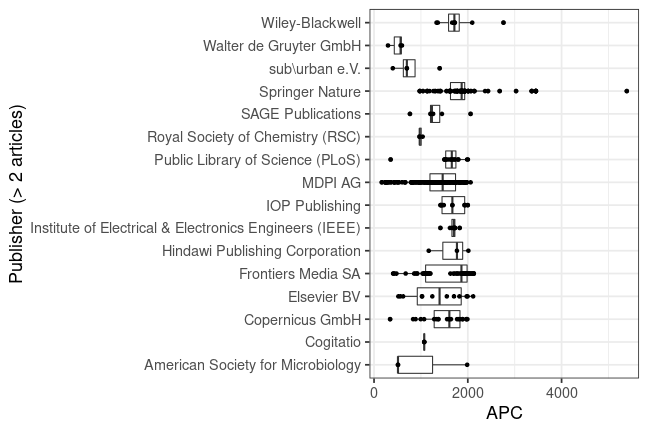 Publisher (> 2 articles)
Wiley-Blackwell
Walter de Gruyter GmbH
sub\urban e.V.
Springer Nature
SAGE Publications
Royal Society of Chemistry (RSC)
Public Library of Science (PLoS)
MDPI AG
IOP Publishing
Institute of Electrical & Electronics Engineers (IEEE)
Hindawi Publishing Corporation
Frontiers Media SA
Elsevier BV
Copernicus GmbH
Cogitatio
American Society for Microbiology
0 2000 4000
APC